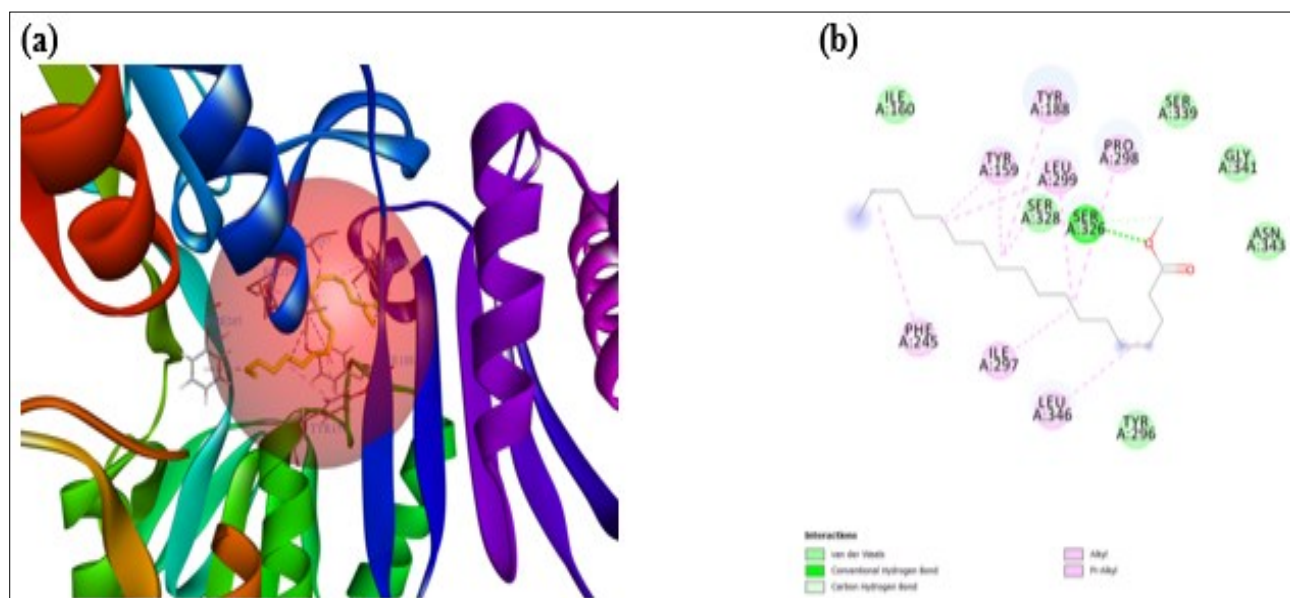 (a)
(b)
ILE
A:160
TYR
A:188
SER
A:339
TYR
A:159
LEU
A:299
PRO
A:298
GLY
A:341
SER
A:328
SER
A:326
ASN
A:343
O
O
PHE
A:245
ILE
A:297
LEU
A:346
TYR
A:296
Interactions
van der Waals
Conventional Hydrogen Bond
Carbon Hydrogen Bond
Alkyl
Pi-Alkyl